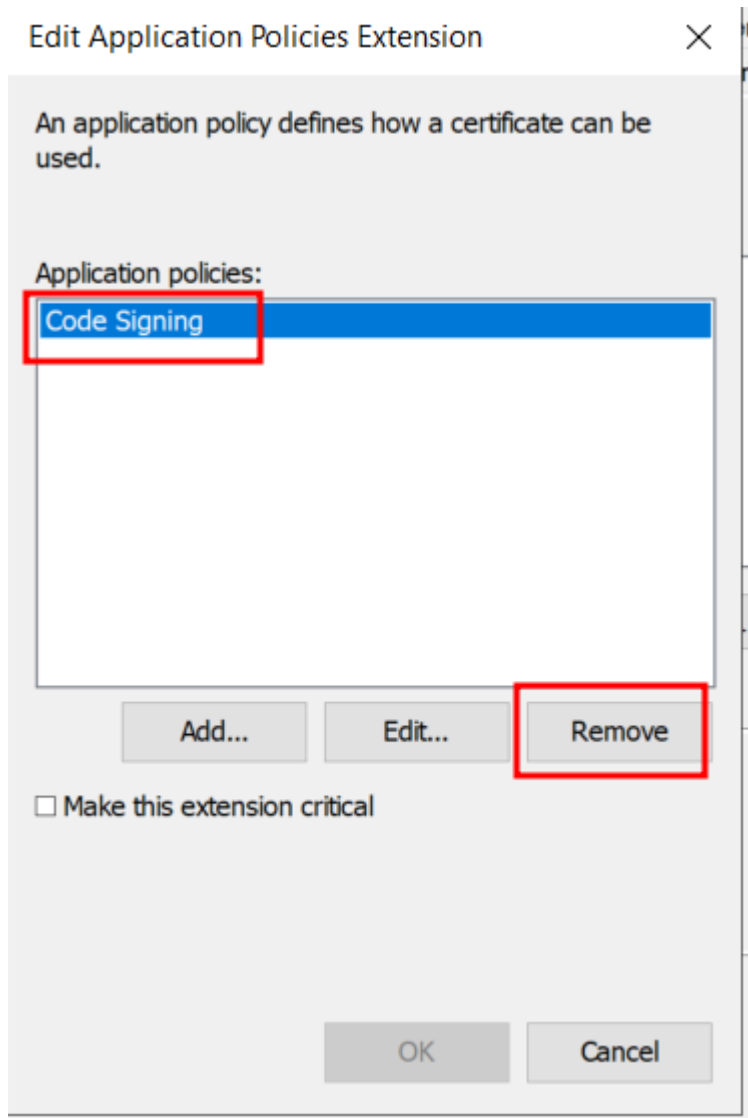 Edit Application Policies Extension
An application policy defines how a certificate can be
used.
Application policies:
Code Signing
Add...
Edit...
Remove
Make this extension critical
OK
Cancel